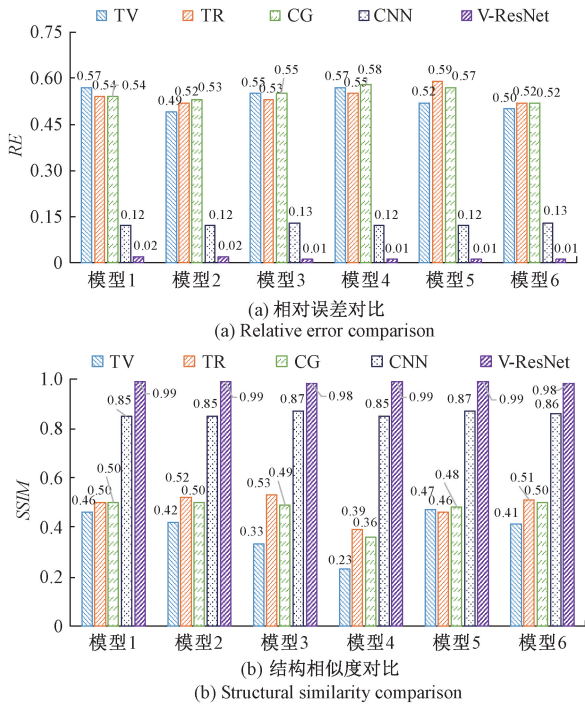 TV TR CG CNN V-ResNet
0.75
0.60
0.45
0.30
0.15
0
RE
0.57 0.54 0.54 0.12 0.02
0.49 0.52 0.53 0.12 0.02
0.55 0.53 0.55 0.13 0.01
0.57 0.55 0.58 0.12 0.01
0.52 0.59 0.57 0.12 0.01
0.50 0.52 0.52 0.13 0.01
模型1 模型2 模型3 模型4 模型5 模型6
(a) 相对误差对比
(a) Relative error comparison
TV TR CG CNN V-ResNet
1.0
0.8
0.6
0.4
0.2
0
SSIM
0.46 0.50 0.50 0.85 0.99
0.42 0.52 0.50 0.85 0.99
0.33 0.53 0.49 0.87 0.98
0.23 0.39 0.36 0.85 0.99
0.47 0.46 0.48 0.87 0.99
0.41 0.51 0.50 0.86 0.98
模型1 模型2 模型3 模型4 模型5 模型6
(b) 结构相似度对比
(b) Structural similarity comparison